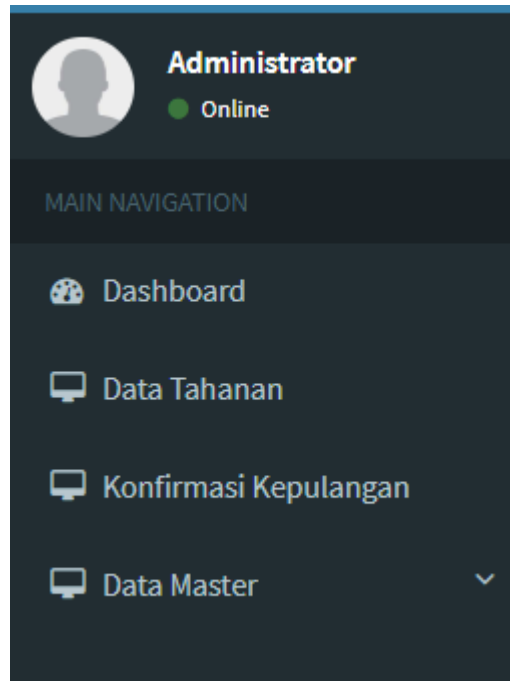 Administrator
Online
MAIN NAVIGATION
Dashboard
Data Tahanan
Konfirmasi Kepulangan
Data Master